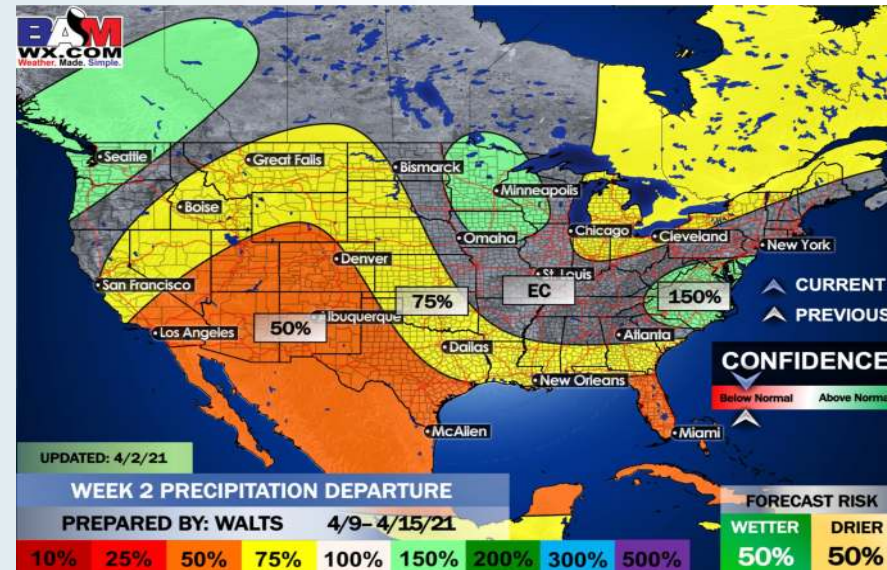 BAM
WX.COM
Weather. Made. Simple.
Seattle
Great Falls
Bismarck
Minneapolis
Boise
Omaha
Chicago
Cleveland
New York
Denver
St. Louis
San Francisco
75%
EC
150%
CURRENT
Albuquerque
50%
PREVIOUS
Los Angeles
Atlanta
Dallas
CONFIDENCE
New Orleans
Below Normal
Above Norma
McAllen
Miami
UPDATED: 4/2/21
WEEK 2 PRECIPITATION DEPARTURE
PREPARED BY: WALTS 4/9– 4/15/21
FORECAST RISK
WETTER
DRIER
50%
50%
10% 25% 50% 75% 100% 150% 200% 300% 500%